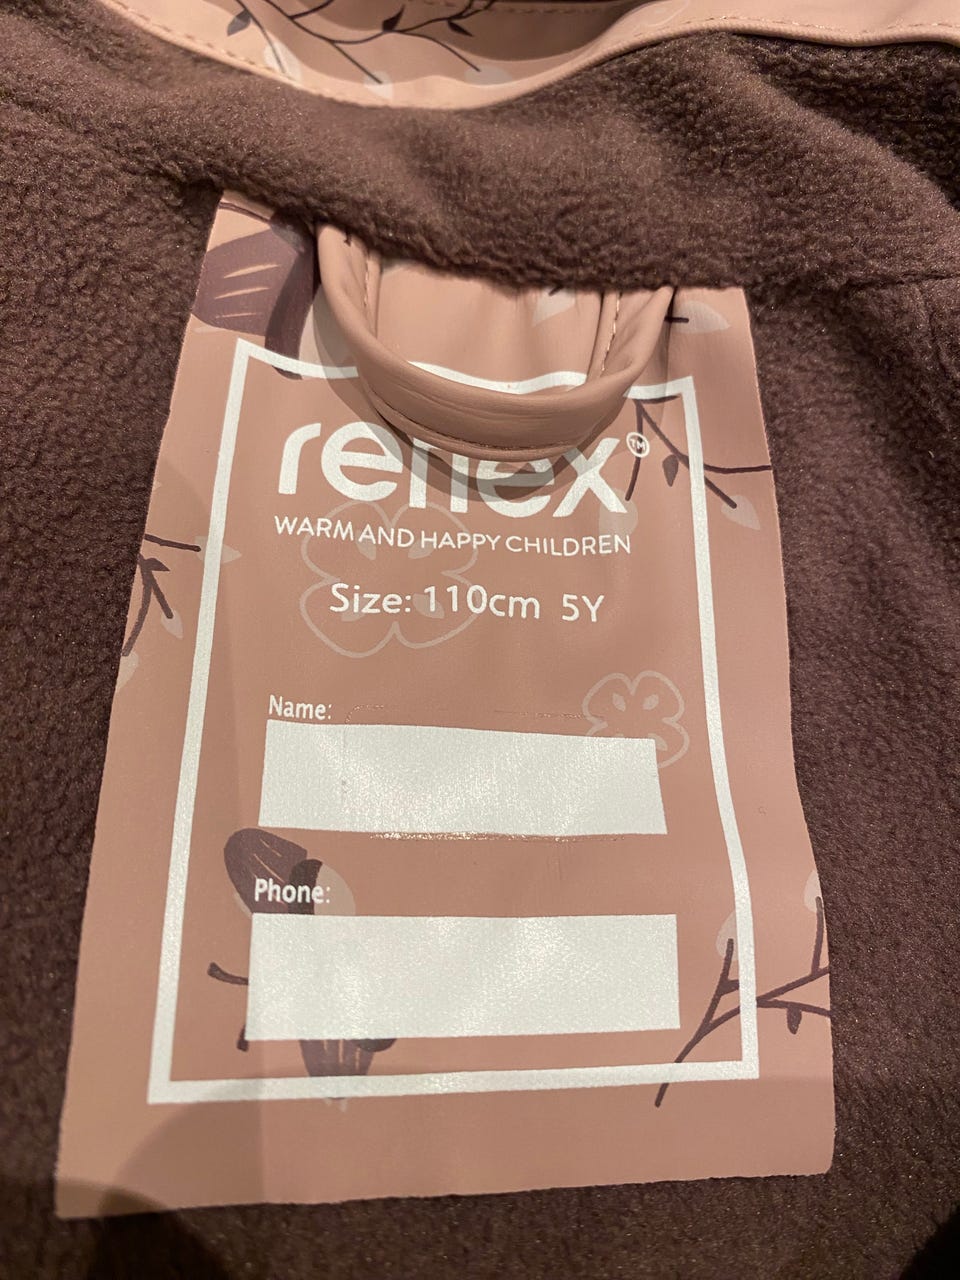 reflex™
WARM AND HAPPY CHILDREN
Size: 110cm 5Y
Name:
Phone: